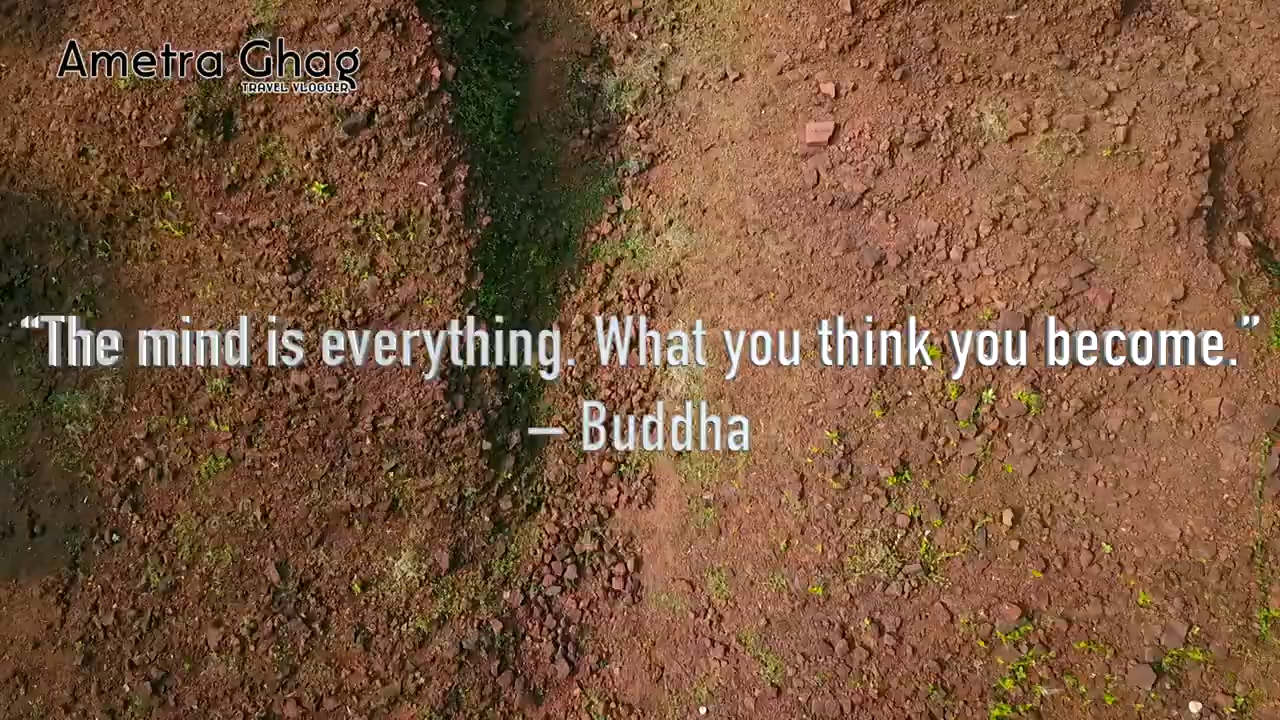 Ametra Ghag
TRAVEL VLOGGER
“The mind is everything. What you think you become.”
– Buddha